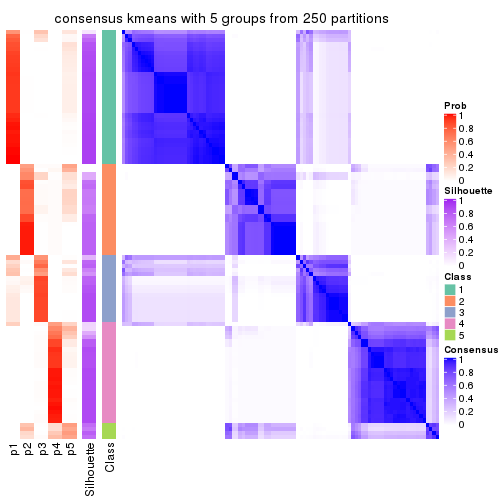 consensus kmeans with 5 groups from 250 partitions
Prob
1
0.8
0.6
0.4
0.2
0
Silhouette
1
0.8
0.6
0.4
0.2
0
Class
1
2
3
4
5
Consensus
1
0.8
0.6
0.4
0.2
0
p1
p2
p3
p4
p5
Silhouette
Class